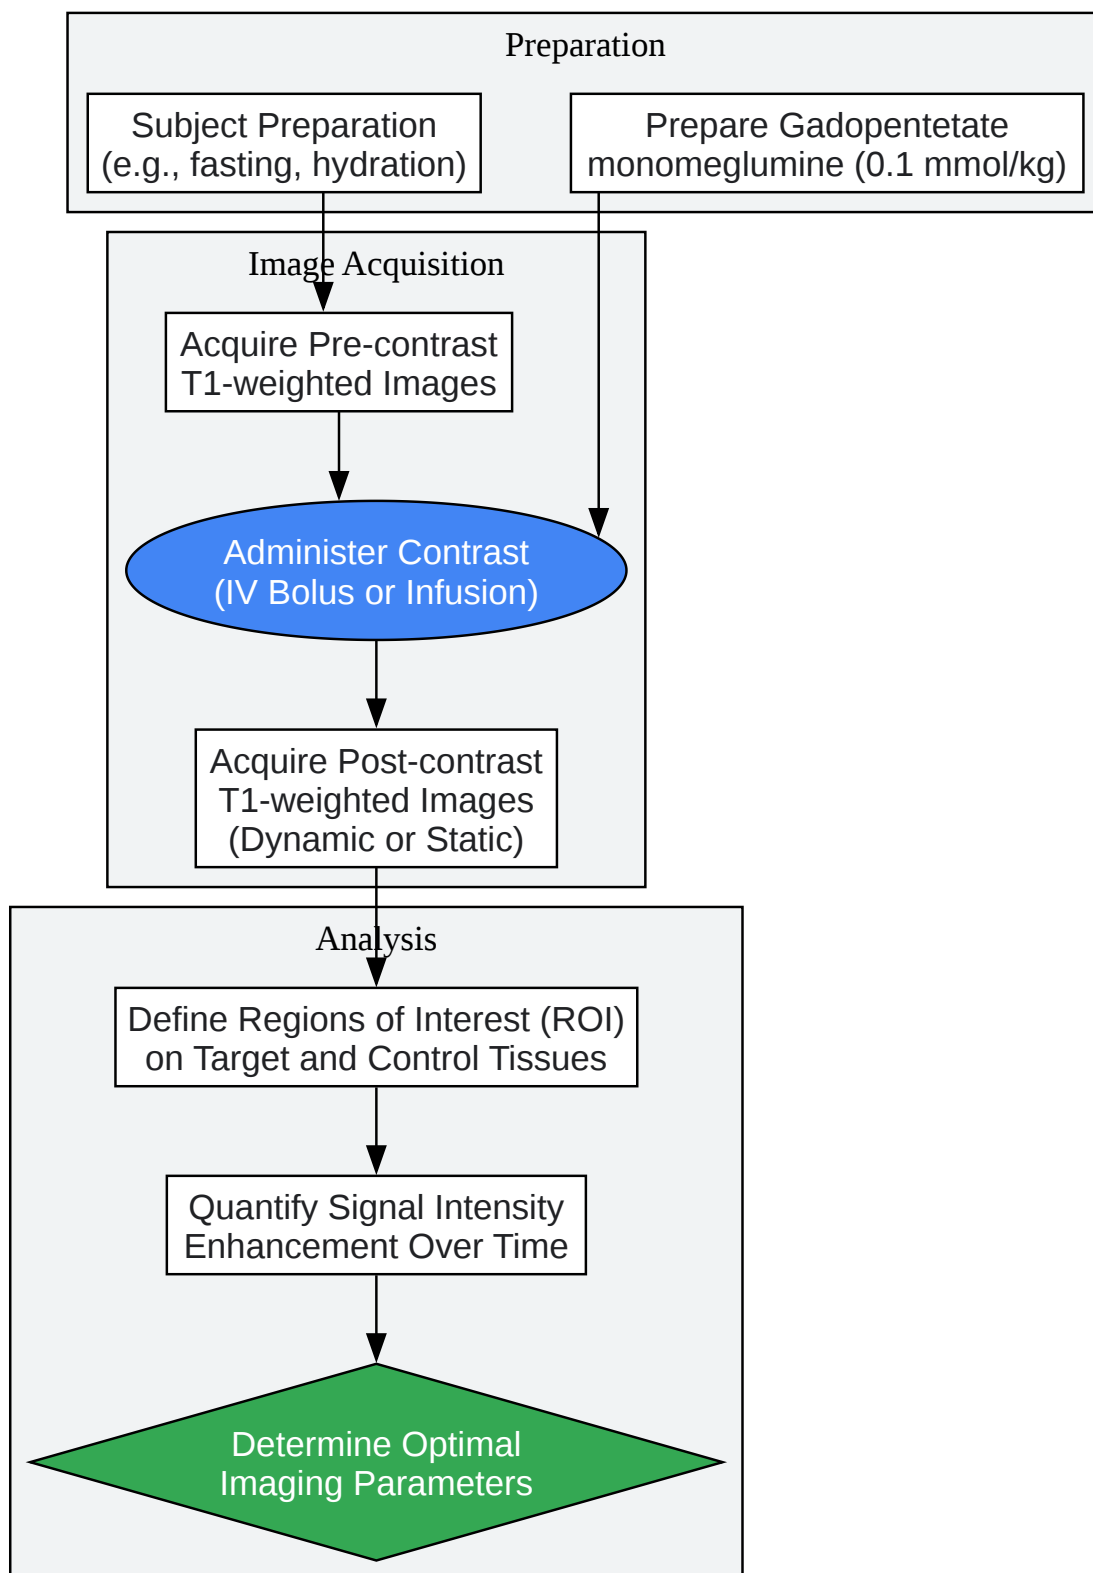 Preparation
Subject Preparation
(e.g., fasting, hydration)
Prepare Gadopentetate
monomeglumine (0.1 mmol/kg)
Image Acquisition
Acquire Pre-contrast
T1-weighted Images
Administer Contrast
(IV Bolus or Infusion)
Acquire Post-contrast
T1-weighted Images
(Dynamic or Static)
Analysis
Define Regions of Interest (ROI)
on Target and Control Tissues
Quantify Signal Intensity
Enhancement Over Time
Determine Optimal
Imaging Parameters